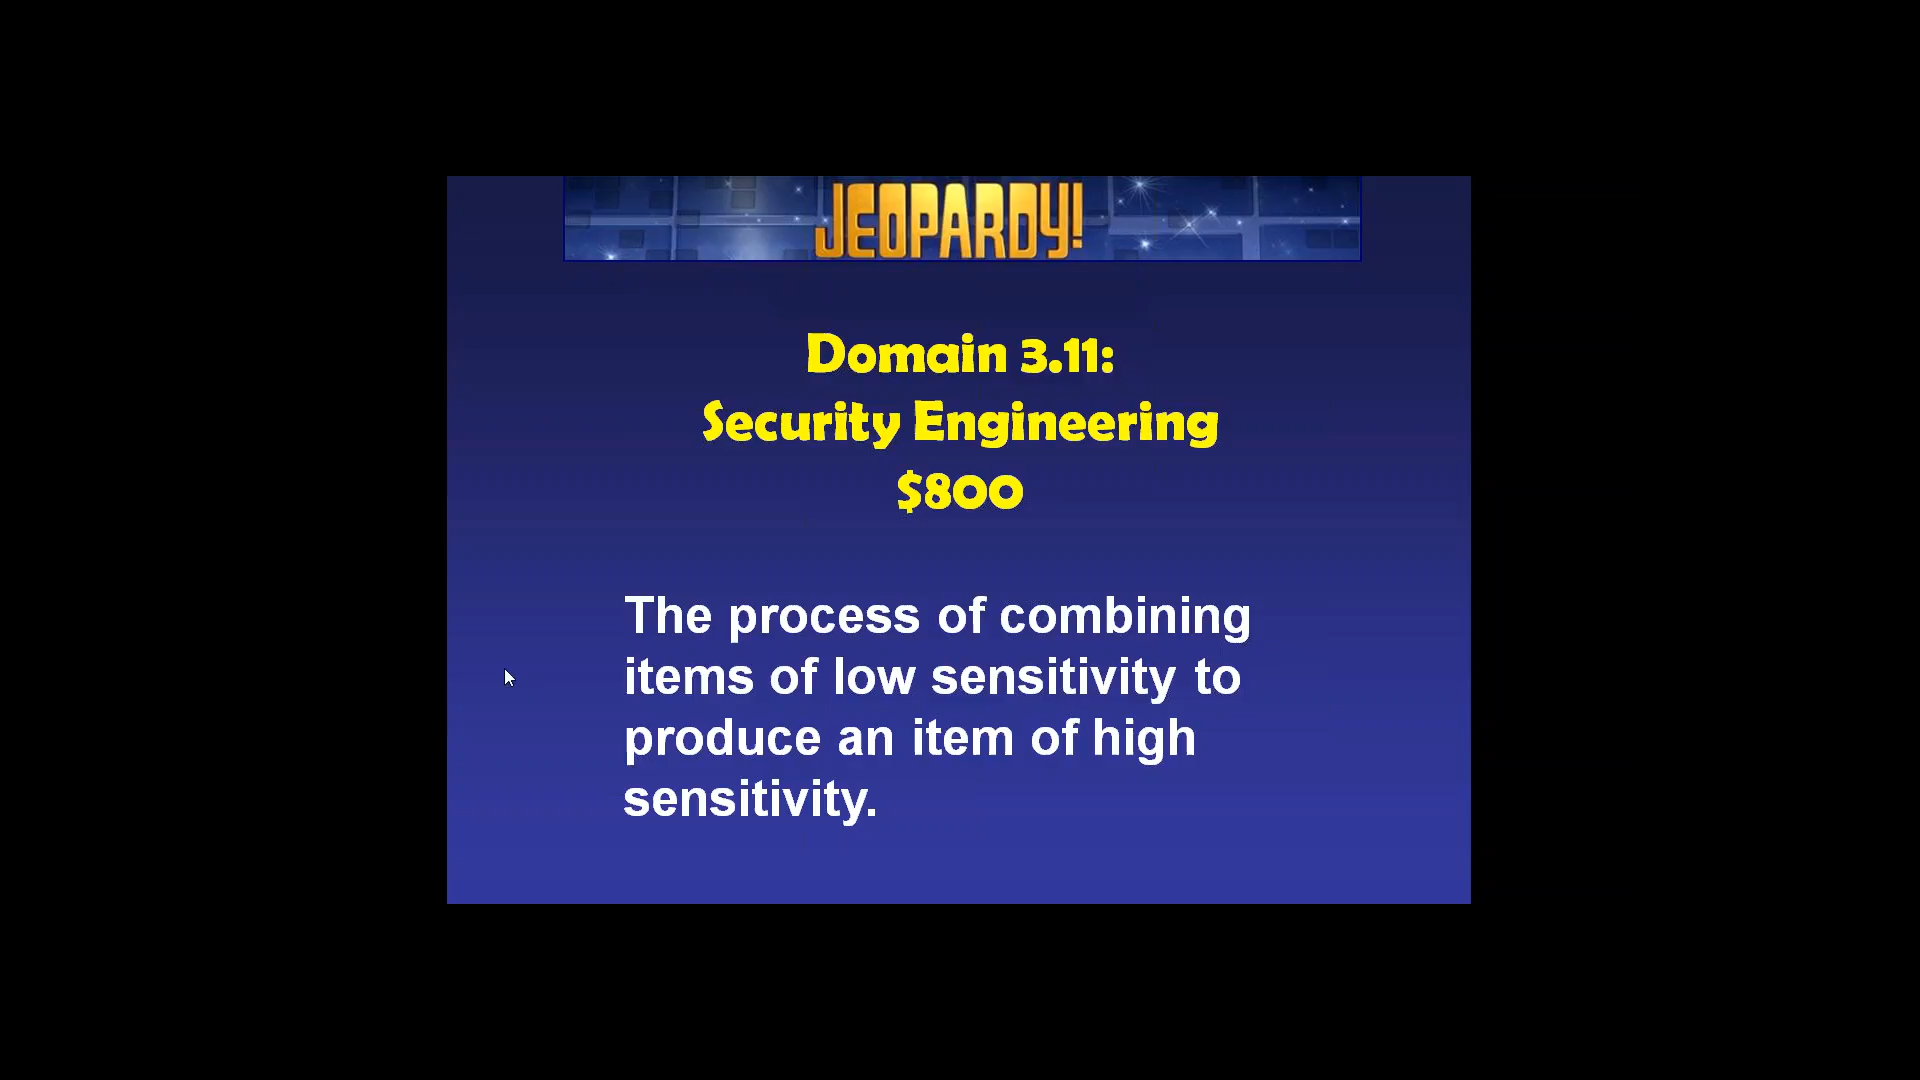 JEOPARDY!
Domain 3.11:
Security Engineering
$800
The process of combining
items of low sensitivity to
produce an item of high
sensitivity.